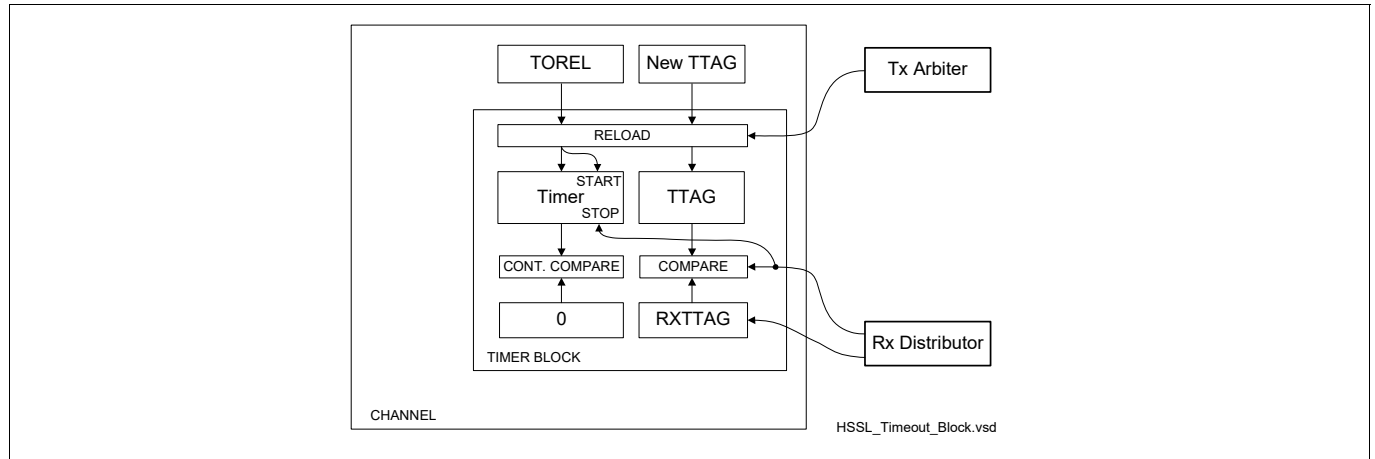 TOREL
New TTAG
Tx Arbiter
RELOAD
START
Timer
STOP
TTAG
CONT. COMPARE
COMPARE
0
RXTTAG
Rx Distributor
TIMER BLOCK
CHANNEL
HSSL_Timeout_Block.vsd